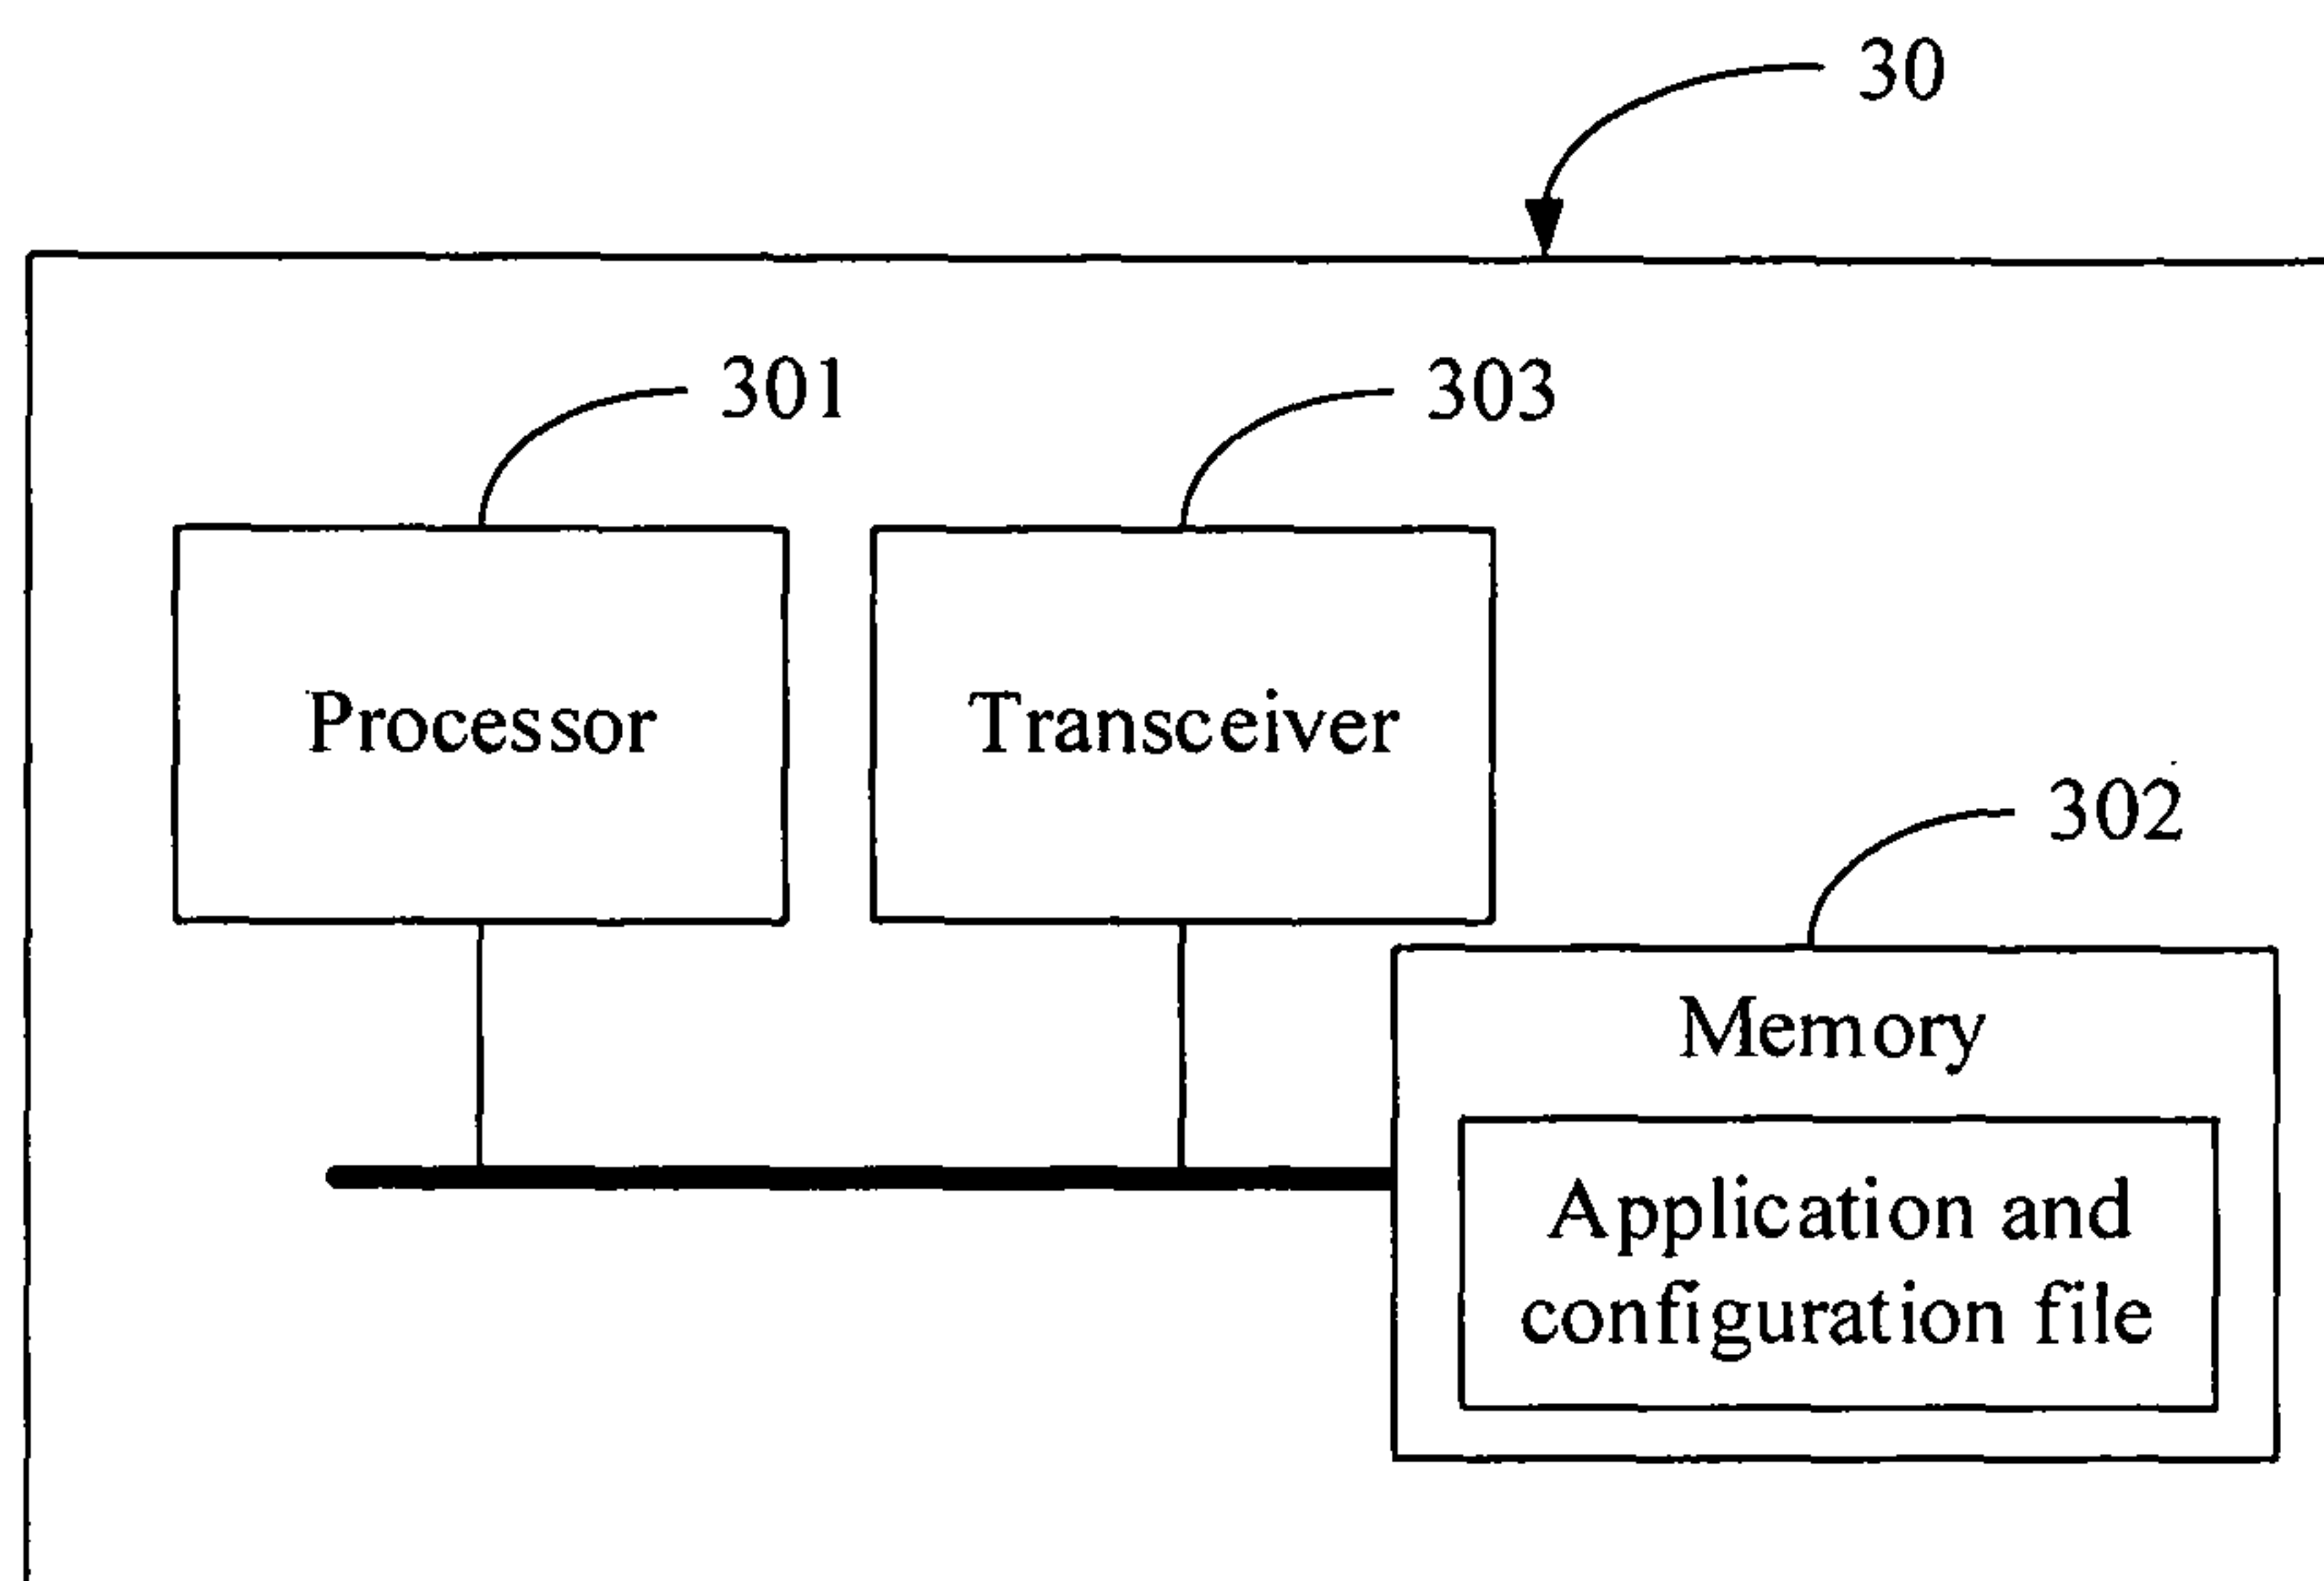 30
301
303
Processor
Transceiver
302
Memory
Application and
configuration file